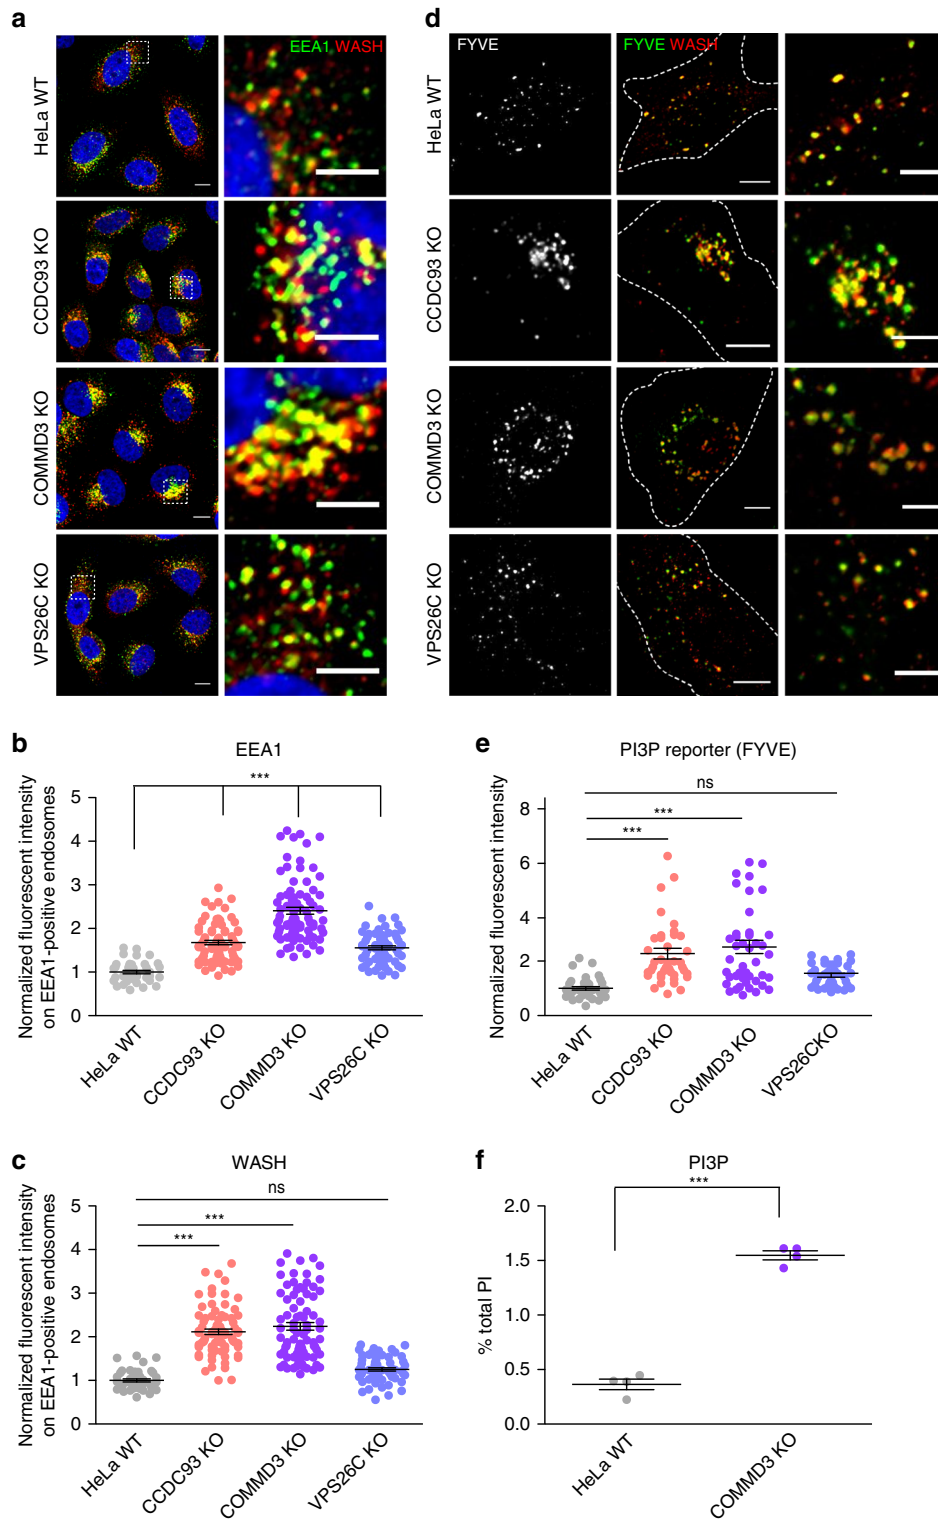 a
EEA1 WASH
HeLa WT
CCDC93 KO
COMMD3 KO
VPS26C KO
d
FYVE
FYVE WASH
HeLa WT
CCDC93 KO
COMMD3 KO
VPS26C KO
b
EEA1
***
Normalized fluorescent intensity
on EEA1-positive endosomes
5
4
3
2
1
0
HeLa WT
CCDC93 KO
COMMD3 KO
VPS26C KO
e
PI3P reporter (FYVE)
ns
***
***
Normalized fluorescent intensity
8
6
4
2
0
HeLa WT
CCDC93 KO
COMMD3 KO
VPS26CKO
c
WASH
ns
***
***
Normalized fluorescent intensity
on EEA1-positive endosomes
5
4
3
2
1
0
HeLa WT
CCDC93 KO
COMMD3 KO
VPS26C KO
f
PI3P
***
% total PI
2.0
1.5
1.0
0.5
0.0
HeLa WT
COMMD3 KO